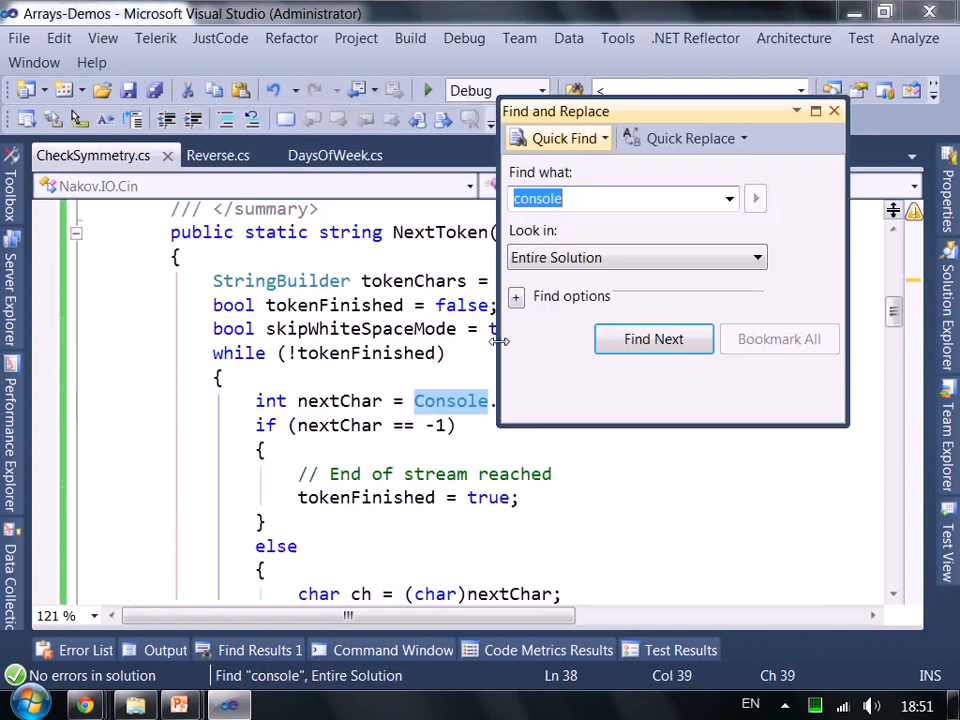 Arrays-Demos - Microsoft Visual Studio (Administrator)
File Edit View Telerik JustCode Refactor Project Build Debug Team Data Tools .NET Reflector Architecture Test Analyze
Window Help
Debug <
Find and Replace
Quick Find Quick Replace
CheckSymmetry.cs Reverse.cs DaysOfWeek.cs
Find what:
console
Nakov.IO.Cin
Look in:
Entire Solution
Find options
Find Next Bookmark All
/// </summary>
public static string NextToken(
{
StringBuilder tokenChars =
bool tokenFinished = false;
bool skipWhiteSpaceMode = t
while (!tokenFinished)
{
int nextChar = Console.
if (nextChar == -1)
{
// End of stream reached
tokenFinished = true;
}
else
{
char ch = (char)nextChar;
Toolbox
Server Explorer
Performance Explorer
Data Collecti
Properties
Solution Explorer
Team Explorer
Test View
121 %
Error List Output Find Results 1 Command Window Code Metrics Results Test Results
No errors in solution Find "console", Entire Solution Ln 38 Col 39 Ch 39 INS
EN 18:51